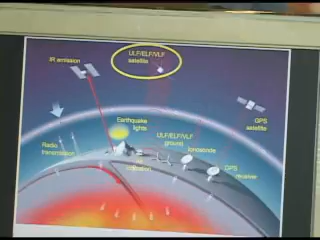 IR emission
ULF/ELF/VLF
satellite
Earthquake
lights
GPS
satellite
ULF/ELF/VLF
ground
Ionosonde
Radio
transmission
GPS
receiver